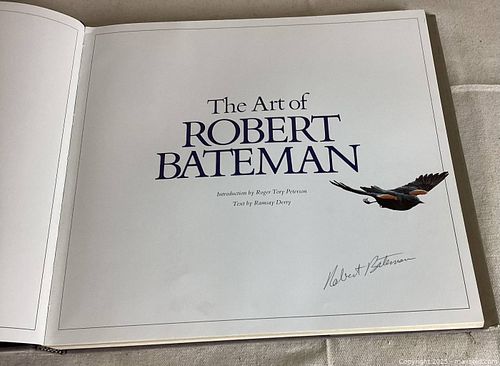 The Art of
ROBERT
BATEMAN
Introduction by Roger Tory Peterson
Text by Ramsay Derry
Robert Bateman
Copyright 2025 - maxsold.com